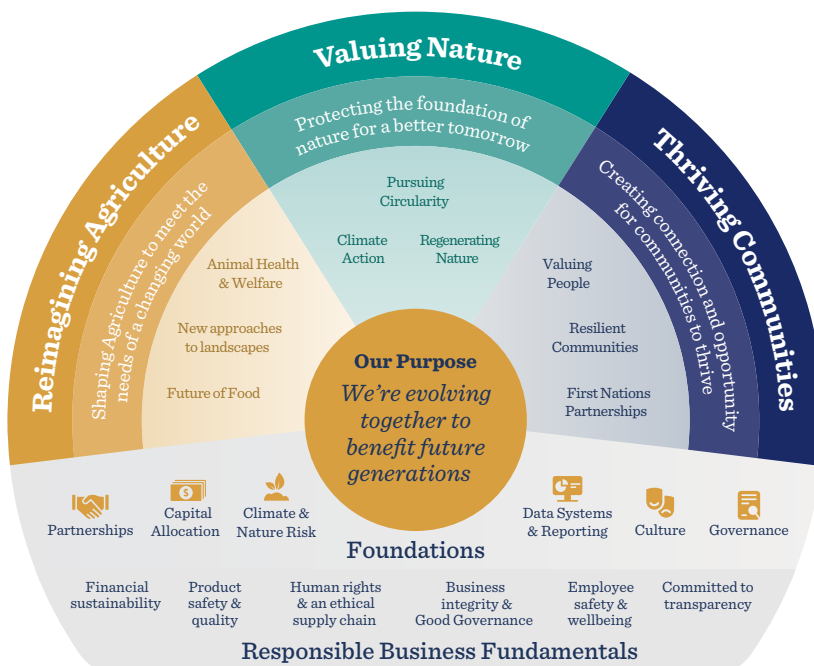 Valuing Nature
Protecting the foundation of
nature for a better tomorrow
Pursuing
Circularity
Climate
Action
Regenerating
Nature
Reimagining Agriculture
Shaping Agriculture to meet the
needs of a changing world
Animal Health
& Welfare
New approaches
to landscapes
Future of Food
Thriving Communities
Creating connection and opportunity
for communities to thrive
Valuing
People
Resilient
Communities
First Nations
Partnerships
Our Purpose
We're evolving
together to
benefit future
generations
Partnerships
Capital
Allocation
Climate &
Nature Risk
Data Systems
& Reporting
Culture
Governance
Foundations
Financial
sustainability
Product
safety &
quality
Human rights
& an ethical
supply chain
Business
integrity &
Good Governance
Employee
safety &
wellbeing
Committed to
transparency
Responsible Business Fundamentals